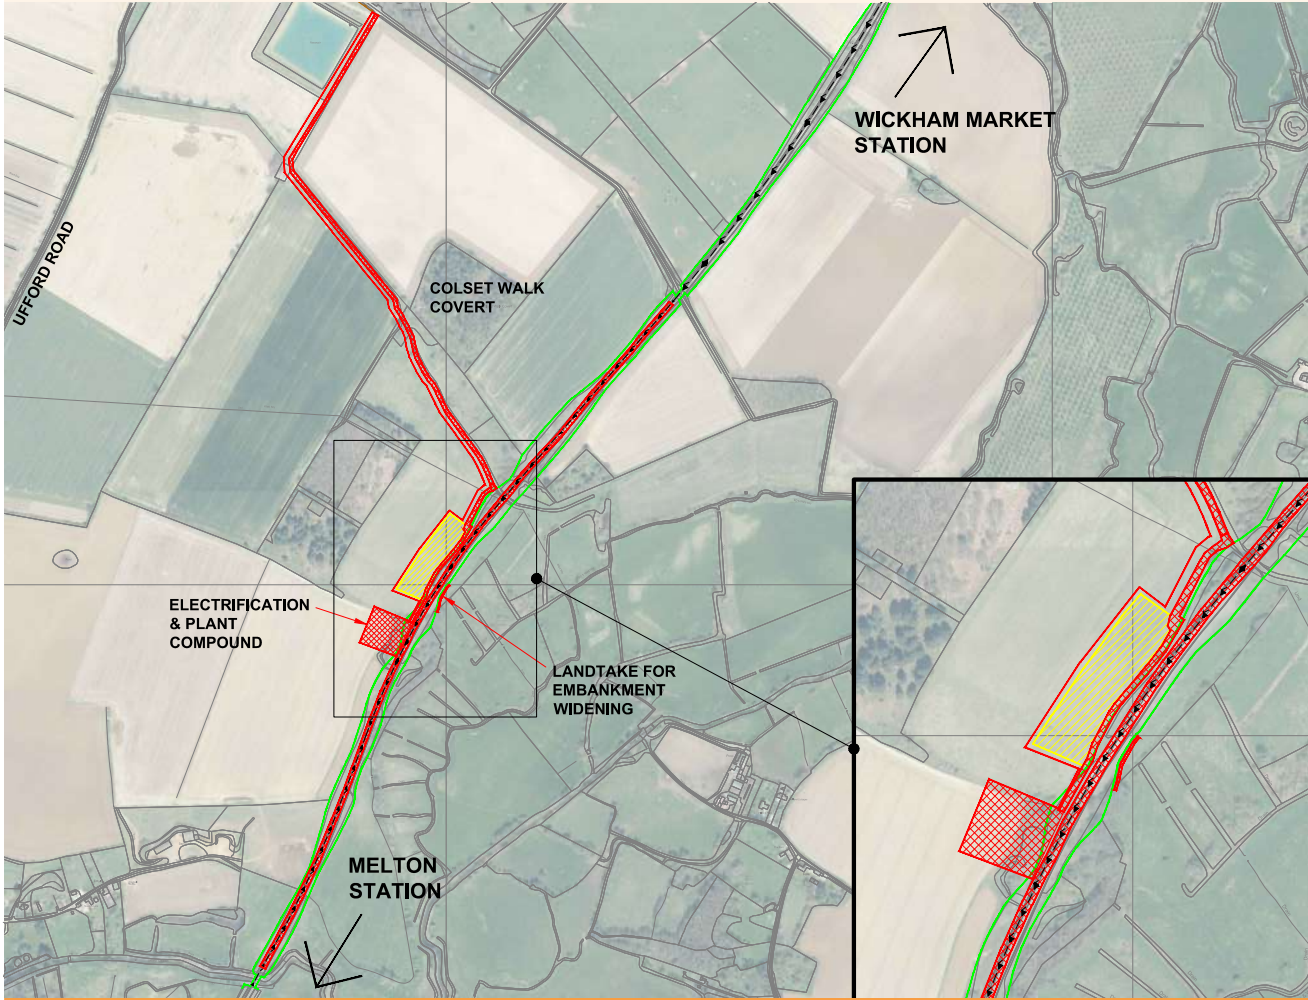 WICKHAM MARKET
STATION
UFFORD ROAD
COLSET WALK
COVERT
ELECTRIFICATION
& PLANT
COMPOUND
LANDTAKE FOR
EMBANKMENT
WIDENING
MELTON
STATION